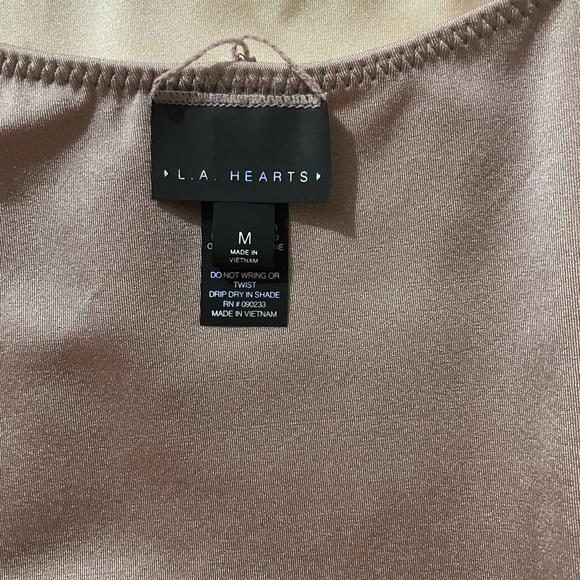 L.A. HEARTS
M
MADE IN
VIETNAM
DO NOT WRING OR
TWIST
DRIP DRY IN SHADE
RN # 090233
MADE IN VIETNAM